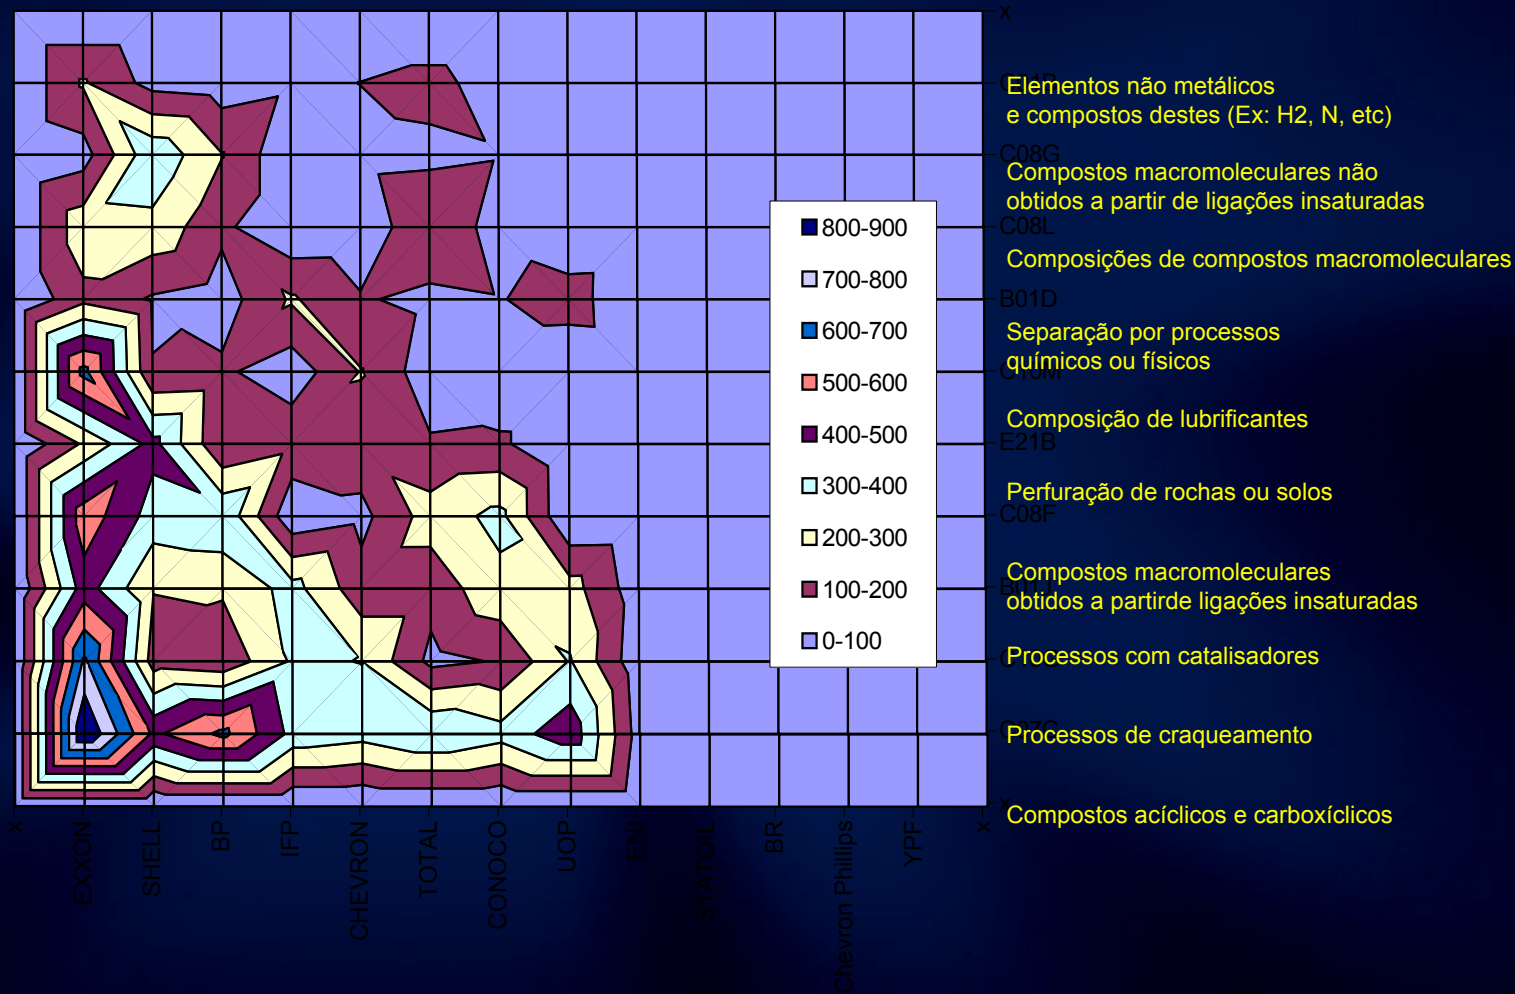 x
Elementos não metálicos
e compostos destes (Ex: H2, N, etc)
C08G
Compostos macromoleculares não
obtidos a partir de ligações insaturadas
C08L
Composições de compostos macromoleculares
B01D
Separação por processos
químicos ou físicos
C10M
Composição de lubrificantes
E21B
Perfuração de rochas ou solos
C08F
Compostos macromoleculares
B01J
obtidos a partirde ligações insaturadas
Processos com catalisadores
C07C
Processos de craqueamento
x
Compostos acíclicos e carboxíclicos
800-900
700-800
600-700
500-600
400-500
300-400
200-300
100-200
0-100
x
EXXON
SHELL
BP
IFP
CHEVRON
TOTAL
CONOCO
UOP
ENI
STATOIL
BR
Chevron Phillips
YPF
x